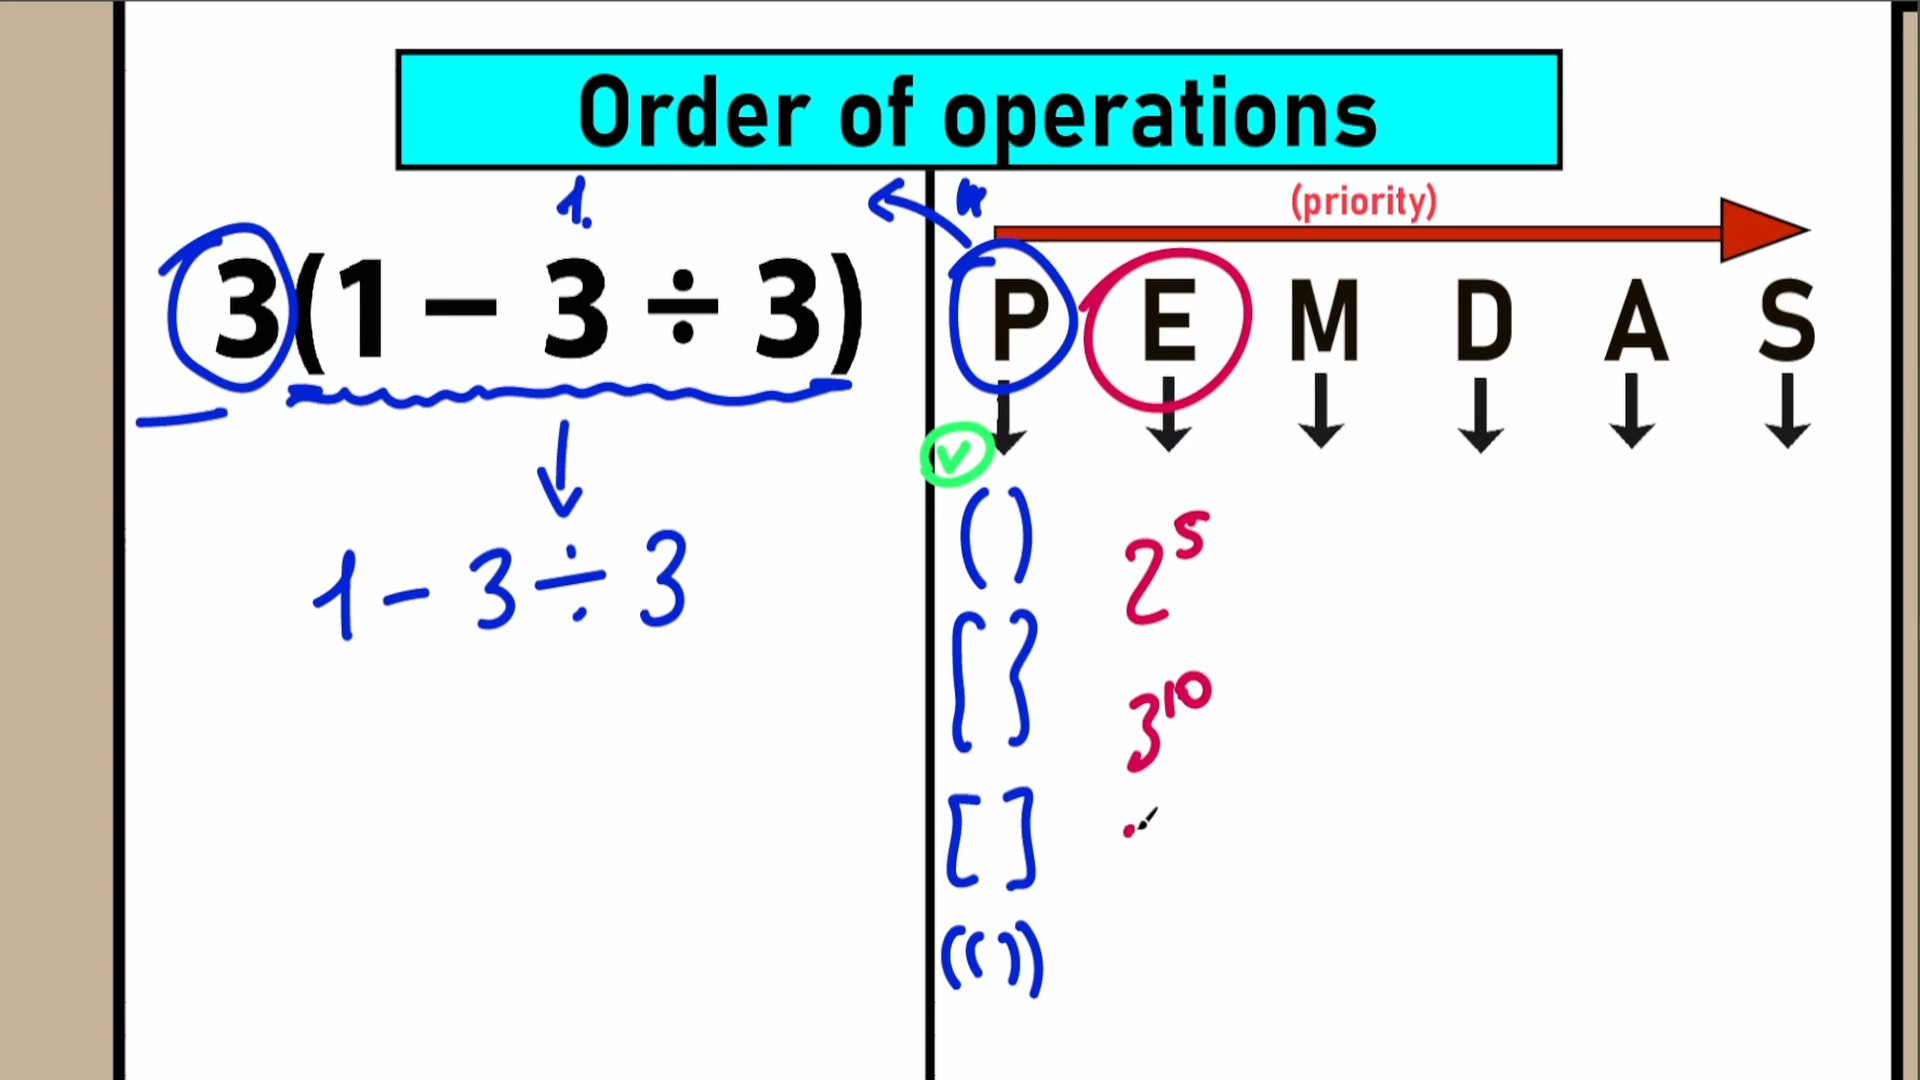 Order of operations
1.
(priority)
3(1 − 3 ÷ 3)
P E M D A S
1 − 3 ÷ 3
( )
2⁵
[ }
3¹⁰
[ ]
(( ))